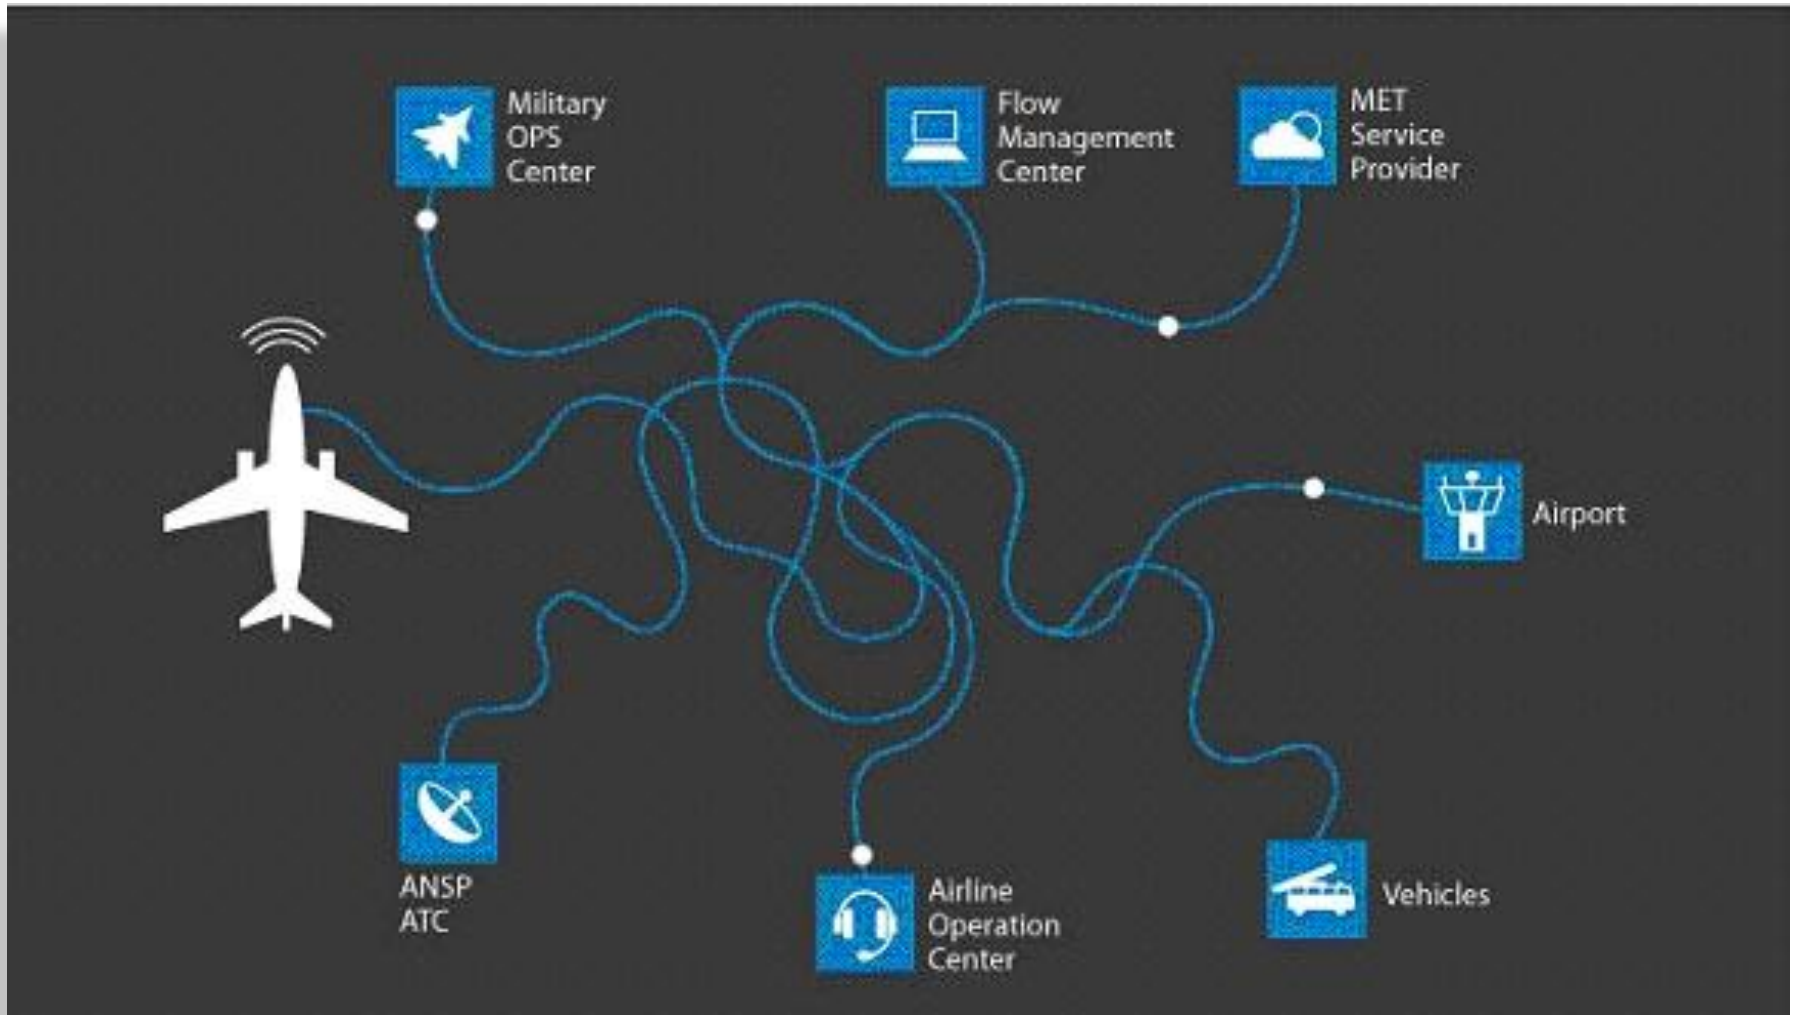 Military
OPS
Center
Flow
Management
Center
MET
Service
Provider
Airport
ANSP
ATC
Airline
Operation
Center
Vehicles